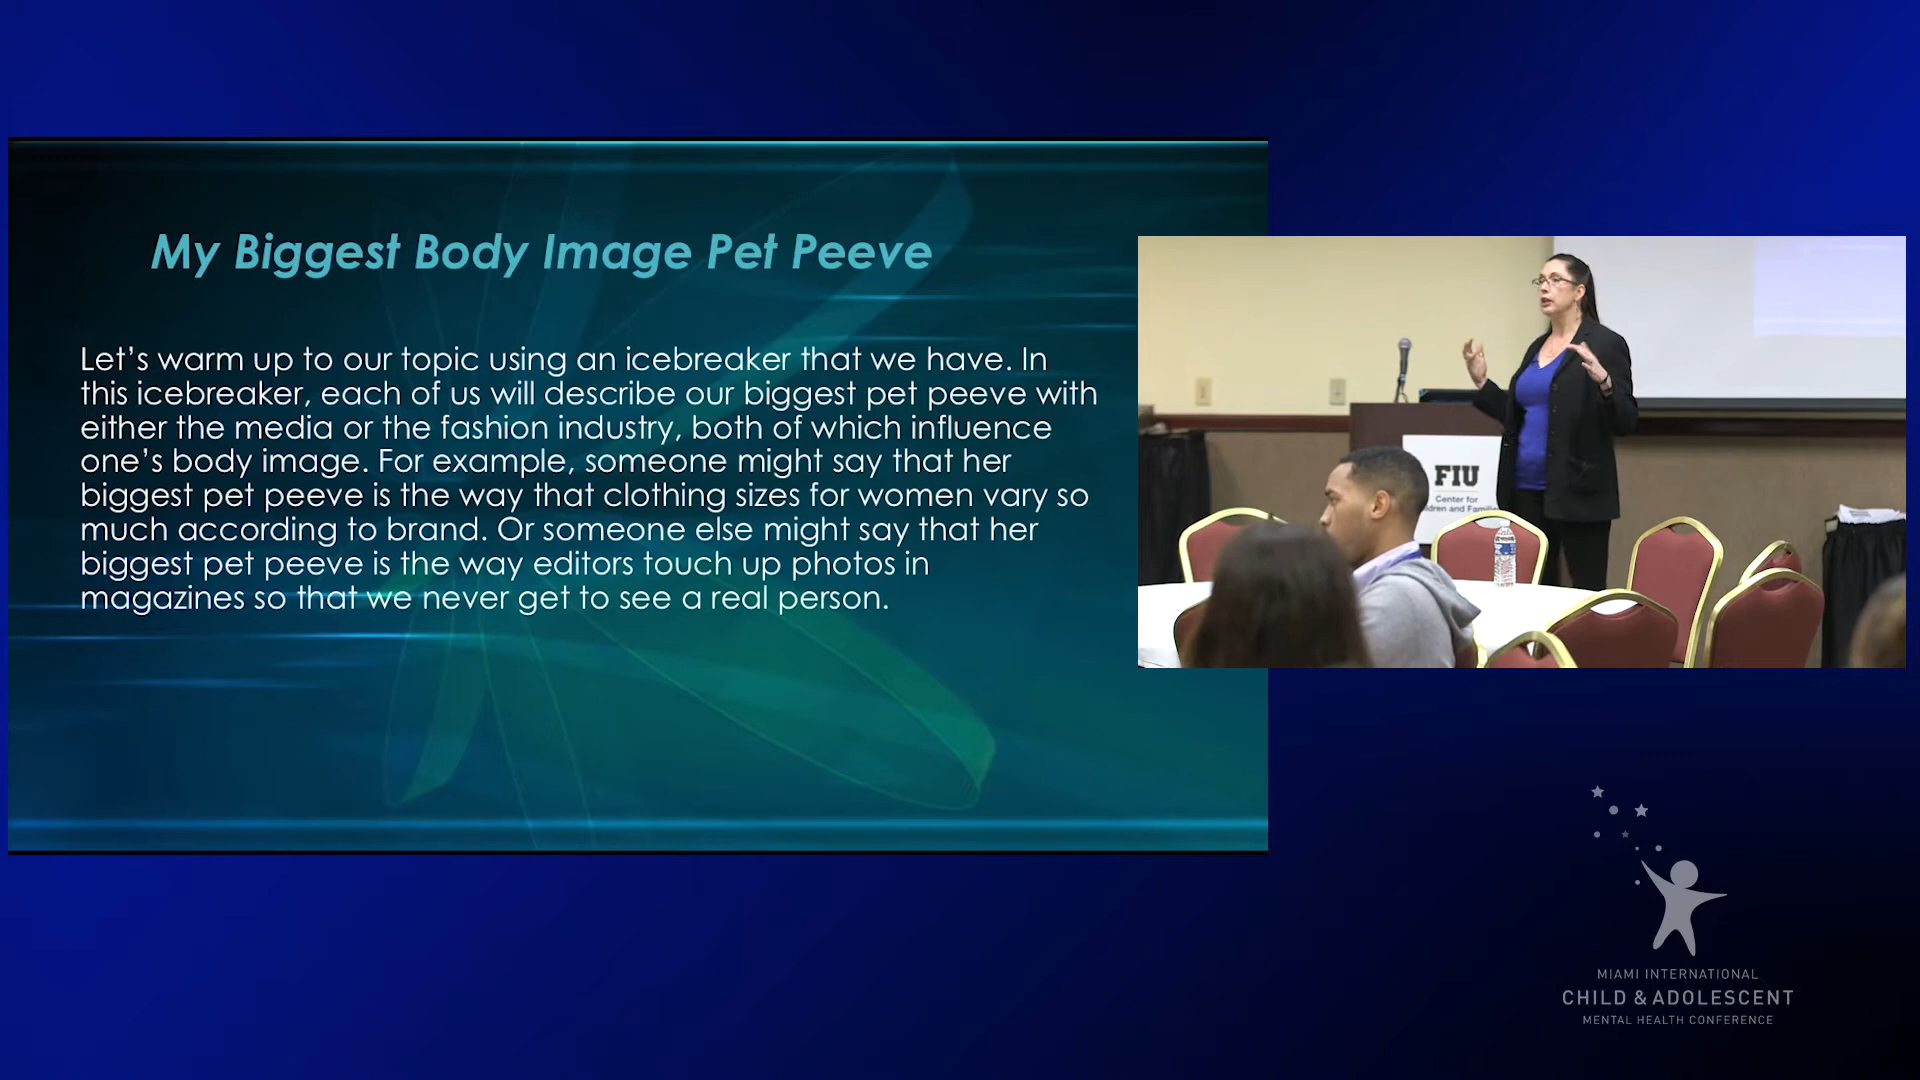 My Biggest Body Image Pet Peeve
Let’s warm up to our topic using an icebreaker that we have. In
this icebreaker, each of us will describe our biggest pet peeve with
either the media or the fashion industry, both of which influence
one’s body image. For example, someone might say that her
biggest pet peeve is the way that clothing sizes for women vary so
much according to brand. Or someone else might say that her
biggest pet peeve is the way editors touch up photos in
magazines so that we never get to see a real person.
FIU
Center for
MIAMI INTERNATIONAL
CHILD & ADOLESCENT
MENTAL HEALTH CONFERENCE